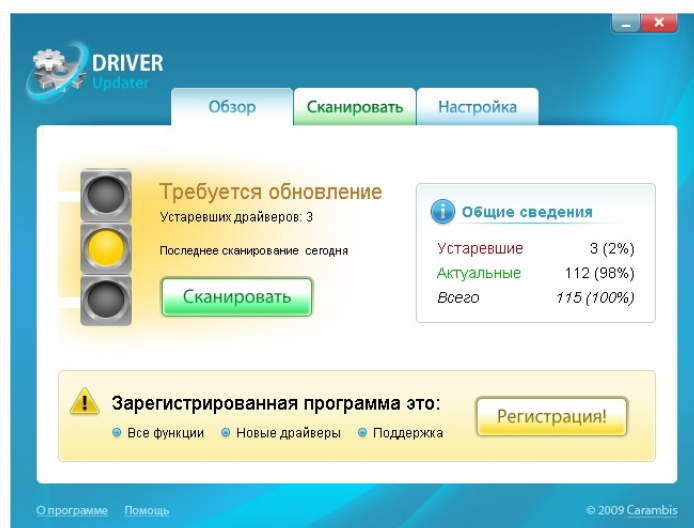 DRIVER
Updater
Обзор
Сканировать
Настройка
Требуется обновление
Устаревших драйверов: 3
Последнее сканирование сегодня
Сканировать
Общие сведения
Устаревшие 3 (2%)
Актуальные 112 (98%)
Всего 115 (100%)
Зарегистрированная программа это:
Все функции Новые драйверы Поддержка
Регистрация!
О программе Помощь
© 2009 Carambis